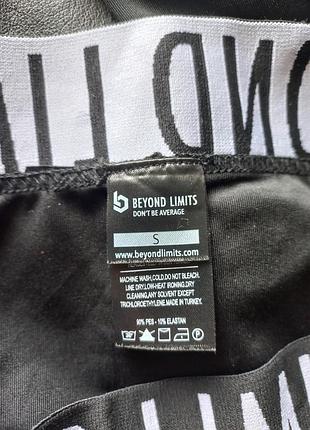 BEYOND LIMITS
DON'T BE AVERAGE
S
www.beyondlimits.com
MACHINE WASH,COLD.DO NOT BLEACH.
LINE DRY,LOW-HEAT IRONING.DRY
CLEANING,ANY SOLVENT EXCEPT
TRICHLOROETHYLENE.MADE IN TURKEY.
90% PES - 10% ELASTAN